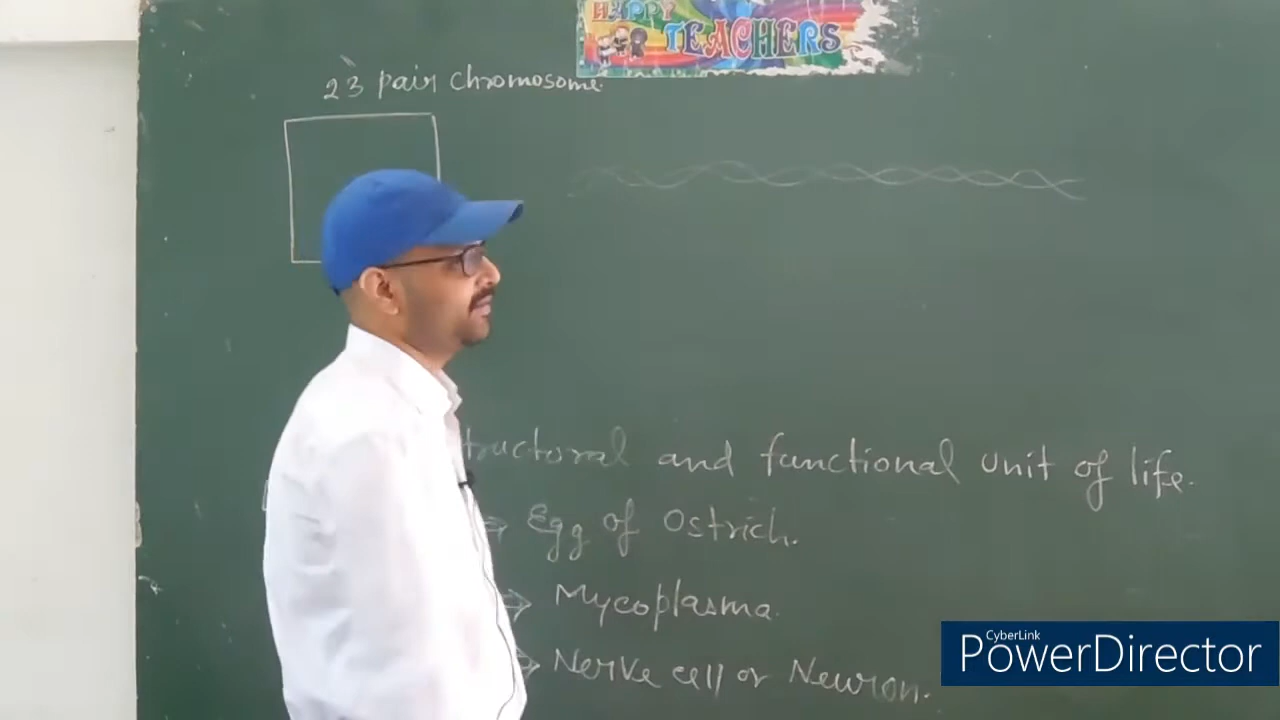 HAPPY
TEACHERS
23 pair chromosome.
tructoral and functional unit of life.
⇒ Egg of Ostrich.
⇒ Mycoplasma.
⇒ Nerve cell or Neuron.
CyberLink
PowerDirector